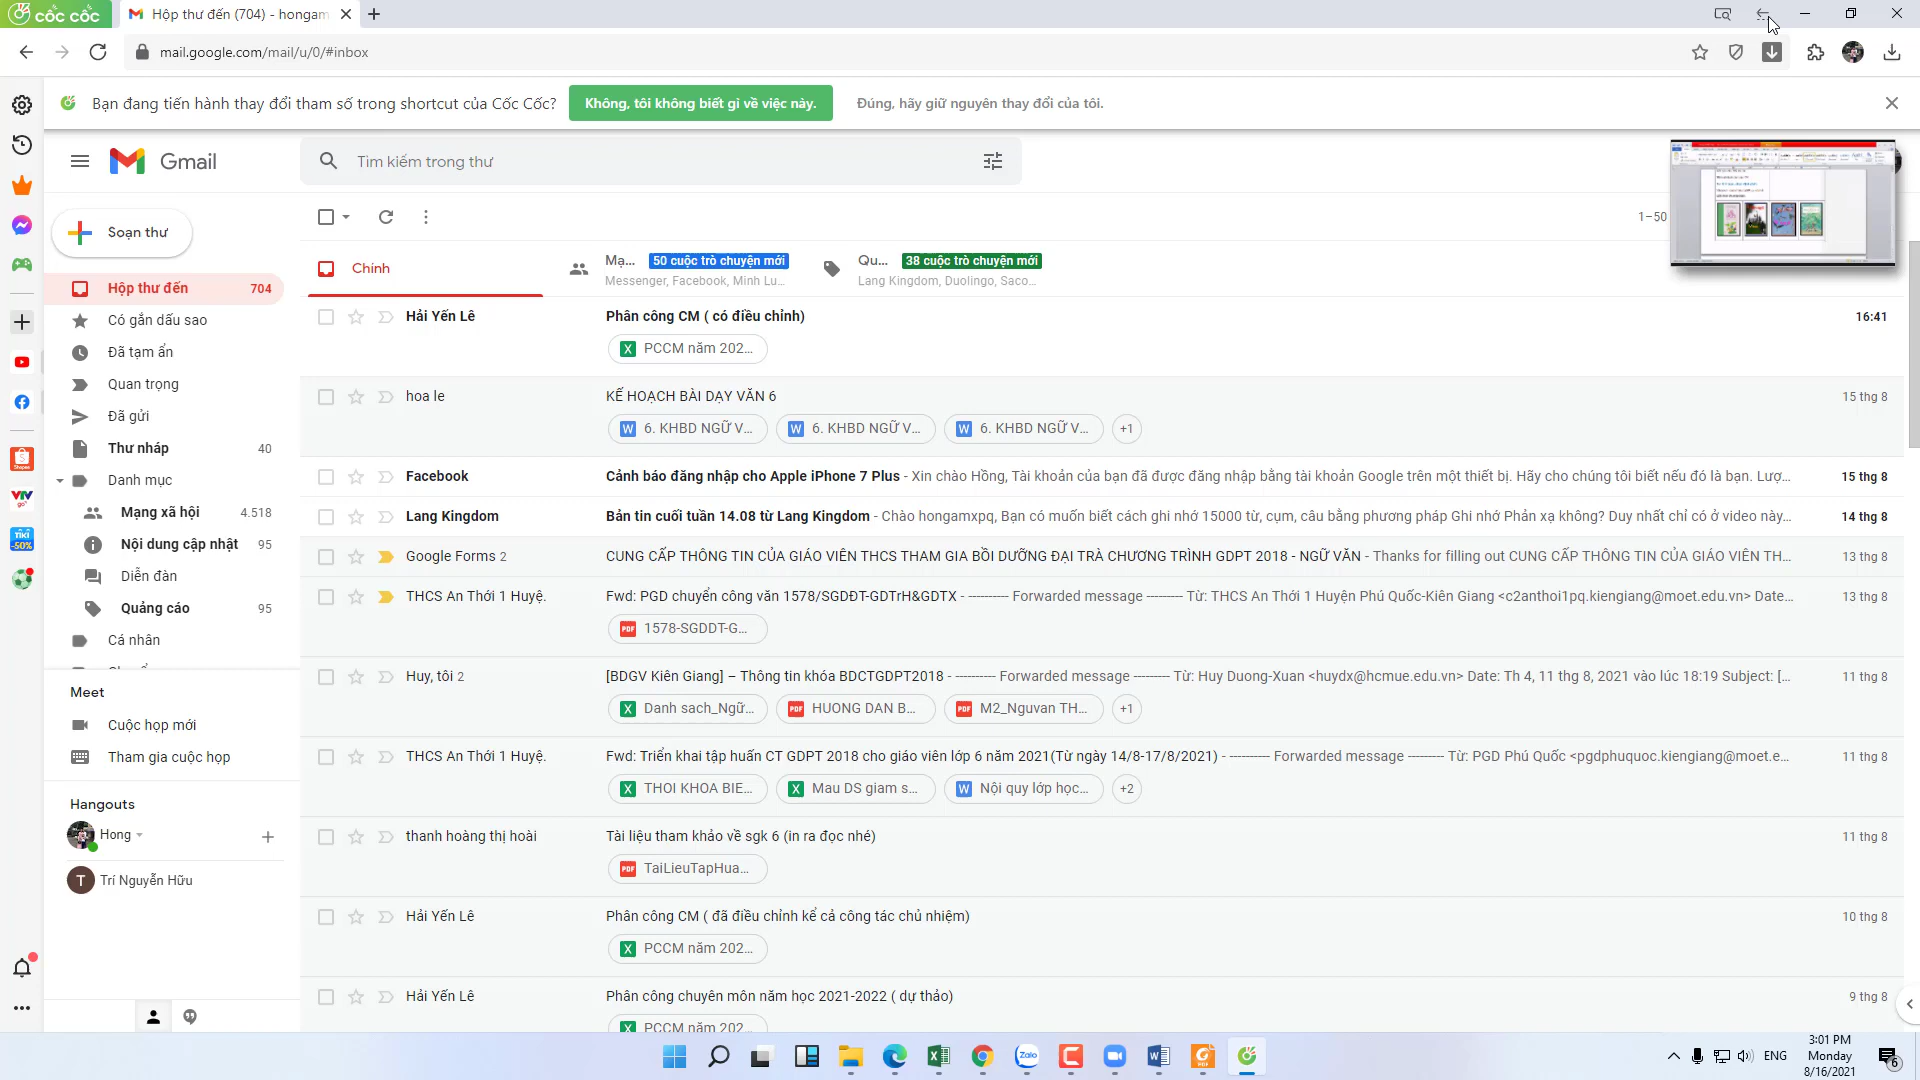 cốc cốc
Hộp thư đến (704) - hongam
mail.google.com/mail/u/0/#inbox
Bạn đang tiến hành thay đổi tham số trong shortcut của Cốc Cốc? Không, tôi không biết gì về việc này. Đúng, hãy giữ nguyên thay đổi của tôi.
Gmail
Tìm kiếm trong thư
Soạn thư
1–50
Hộp thư đến 704
Có gắn dấu sao
Đã tạm ẩn
Quan trọng
Đã gửi
Thư nháp 40
Danh mục
Mạng xã hội 4.518
Nội dung cập nhật 95
Diễn đàn
Quảng cáo 95
Cá nhân
Meet
Cuộc họp mới
Tham gia cuộc họp
Hangouts
Hong
T Trí Nguyễn Hữu
Chính
Mạ... 50 cuộc trò chuyện mới
Messenger, Facebook, Minh Lu...
Qu... 38 cuộc trò chuyện mới
Lang Kingdom, Duolingo, Saco...
Hải Yến Lê Phân công CM ( có điều chỉnh) 16:41
PCCM năm 202...
hoa le KẾ HOẠCH BÀI DẠY VĂN 6 15 thg 8
6. KHBD NGỮ V... 6. KHBD NGỮ V... 6. KHBD NGỮ V... +1
Facebook Cảnh báo đăng nhập cho Apple iPhone 7 Plus - Xin chào Hồng, Tài khoản của bạn đã được đăng nhập bằng tài khoản Google trên một thiết bị. Hãy cho chúng tôi biết nếu đó là bạn. Lượ... 15 thg 8
Lang Kingdom Bản tin cuối tuần 14.08 từ Lang Kingdom - Chào hongamxpq, Bạn có muốn biết cách ghi nhớ 15000 từ, cụm, câu bằng phương pháp Ghi nhớ Phản xạ không? Duy nhất chỉ có ở video này... 14 thg 8
Google Forms 2 CUNG CẤP THÔNG TIN CỦA GIÁO VIÊN THCS THAM GIA BỒI DƯỠNG ĐẠI TRÀ CHƯƠNG TRÌNH GDPT 2018 - NGỮ VĂN - Thanks for filling out CUNG CẤP THÔNG TIN CỦA GIÁO VIÊN TH... 13 thg 8
THCS An Thới 1 Huyệ. Fwd: PGD chuyển công văn 1578/SGDĐT-GDTrH&GDTX - ---------- Forwarded message --------- Từ: THCS An Thới 1 Huyện Phú Quốc-Kiên Giang <c2anthoi1pq.kiengiang@moet.edu.vn> Date... 13 thg 8
PDF 1578-SGDDT-G...
Huy, tôi 2 [BDGV Kiên Giang] – Thông tin khóa BDCTGDPT2018 - ---------- Forwarded message --------- Từ: Huy Duong-Xuan <huydx@hcmue.edu.vn> Date: Th 4, 11 thg 8, 2021 vào lúc 18:19 Subject: [... 11 thg 8
Danh sach_Ngữ... PDF HUONG DAN B... PDF M2_Nguvan TH... +1
THCS An Thới 1 Huyệ. Fwd: Triển khai tập huấn CT GDPT 2018 cho giáo viên lớp 6 năm 2021(Từ ngày 14/8-17/8/2021) - ---------- Forwarded message --------- Từ: PGD Phú Quốc <pgdphuquoc.kiengiang@moet.e... 11 thg 8
THOI KHOA BIE... Mau DS giam s... Nội quy lớp học... +2
thanh hoàng thị hoài Tài liệu tham khảo về sgk 6 (in ra đọc nhé) 11 thg 8
PDF TaiLieuTapHua...
Hải Yến Lê Phân công CM ( đã điều chỉnh kể cả công tác chủ nhiệm) 10 thg 8
PCCM năm 202...
Hải Yến Lê Phân công chuyên môn năm học 2021-2022 ( dự thảo) 9 thg 8
PCCM năm 202...
ENG
3:01 PM
Monday
8/16/2021
6